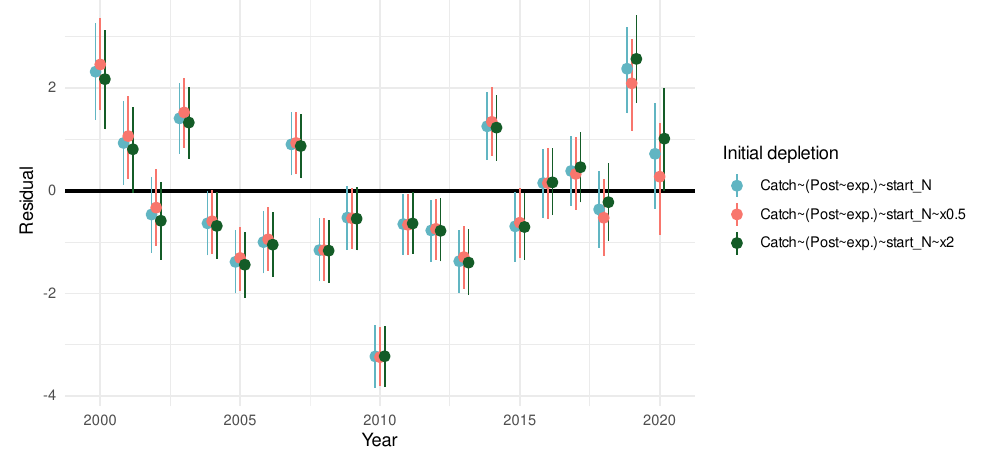 2
0
-2
-4
Residual
2000
2005
2010
2015
2020
Year
Initial depletion
Catch~(Post~exp.)~start_N
Catch~(Post~exp.)~start_N~x0.5
Catch~(Post~exp.)~start_N~x2